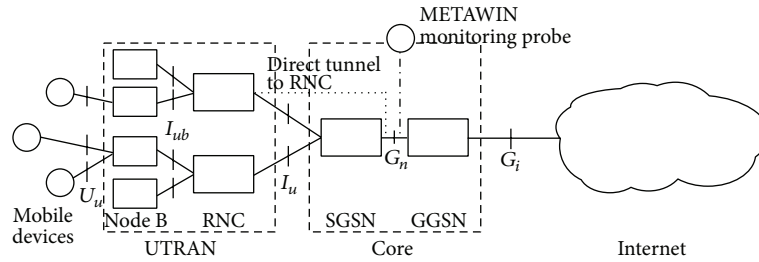 METAWIN
monitoring probe
Direct tunnel
to RNC
I_ub
G_n
G_i
U_u
I_u
Mobile
devices
Node B
RNC
SGSN
GGSN
UTRAN
Core
Internet